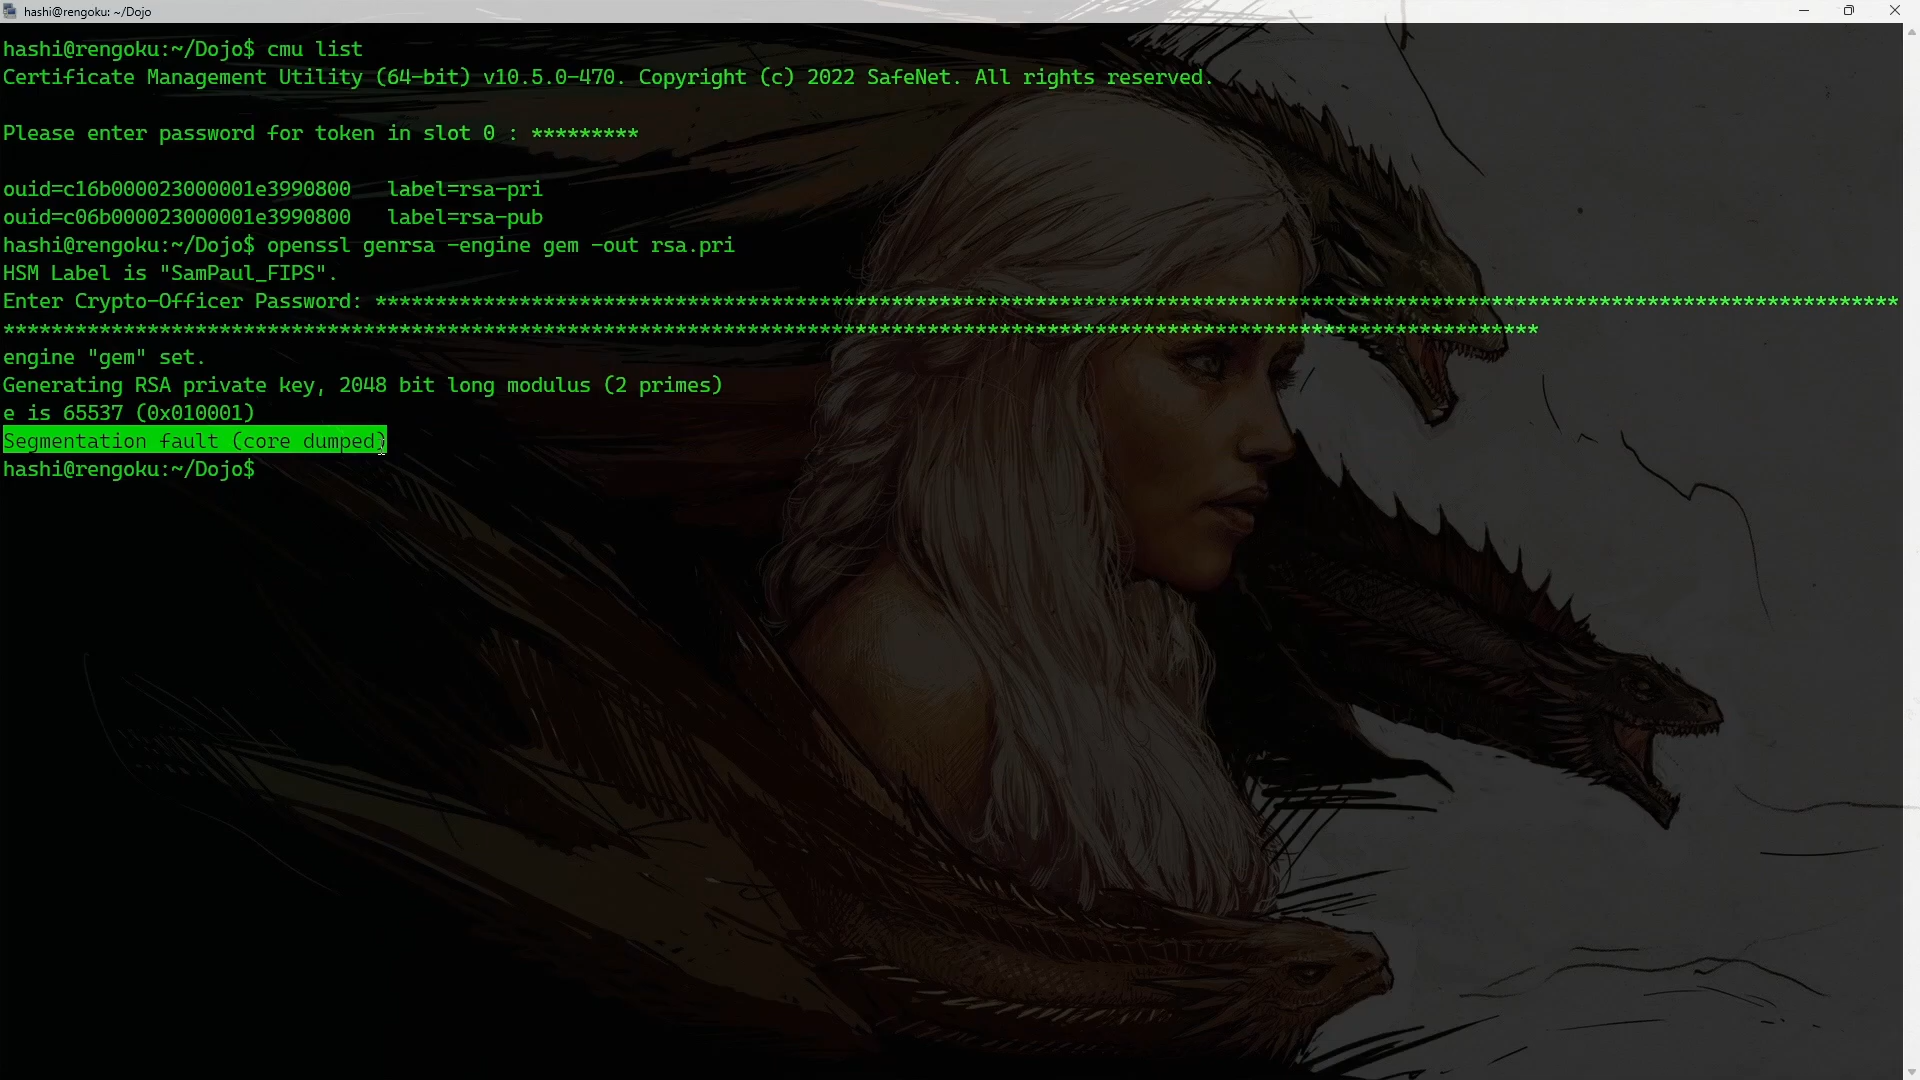 hashi@rengoku: ~/Dojo
hashi@rengoku:~/Dojo$ cmu list
Certificate Management Utility (64-bit) v10.5.0-470. Copyright (c) 2022 SafeNet. All rights reserved.
Please enter password for token in slot 0 : *********
ouid=c16b000023000001e3990800   label=rsa-pri
ouid=c06b000023000001e3990800   label=rsa-pub
hashi@rengoku:~/Dojo$ openssl genrsa -engine gem -out rsa.pri
HSM Label is "SamPaul_FIPS".
Enter Crypto-Officer Password: *******************************************************************************************************************************
********************************************************************************************************************************
engine "gem" set.
Generating RSA private key, 2048 bit long modulus (2 primes)
e is 65537 (0x010001)
Segmentation fault (core dumped)
hashi@rengoku:~/Dojo$